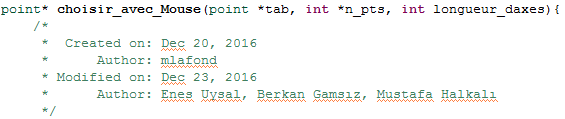 point* choisir_avec_Mouse(point *tab, int *n_pts, int longueur_daxes){
/*
* Created on: Dec 20, 2016
* Author: mlafond
* Modified on: Dec 23, 2016
* Author: Enes Uysal, Berkan Gamsız, Mustafa Halkalı
*/